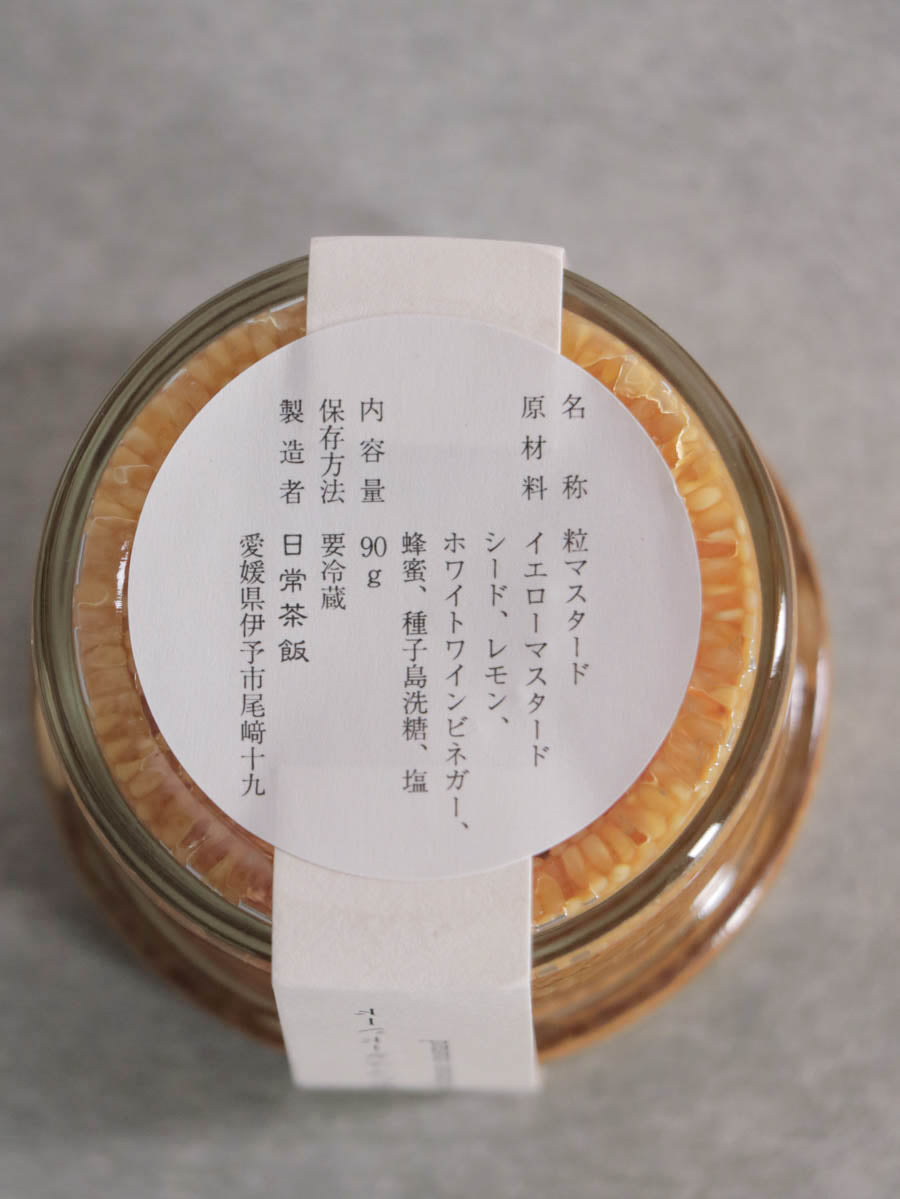 名称 粒マスタード
原材料 イエローマスタード
シード、レモン、
ホワイトワインビネガー、
蜂蜜、種子島洗糖、塩
内容量 90g
保存方法 要冷蔵
製造者 日常茶飯
愛媛県伊予市尾﨑十九